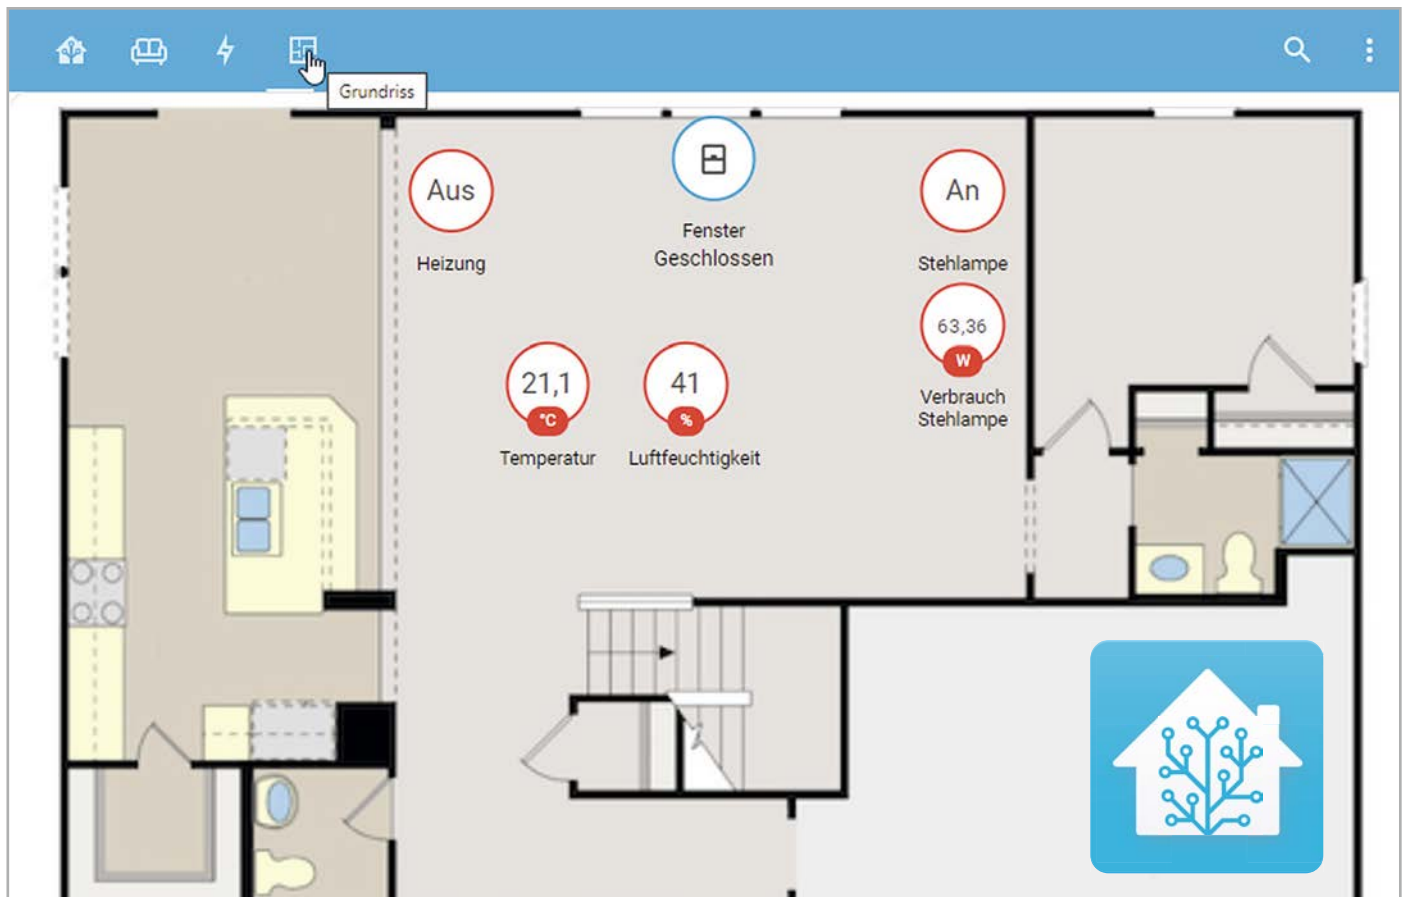 Grundriss
Aus
Heizung
Fenster
Geschlossen
An
Stehlampe
63,36
W
Verbrauch
Stehlampe
21,1
°C
Temperatur
41
%
Luftfeuchtigkeit